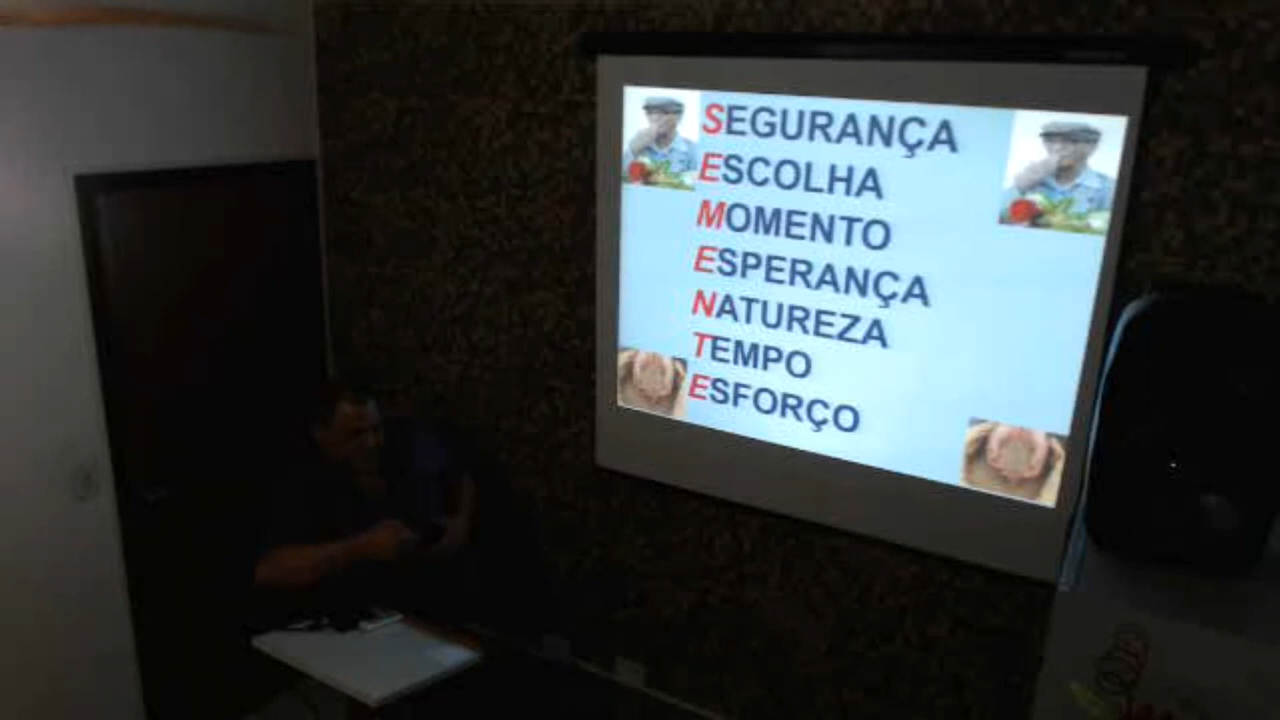 SEGURANÇA
ESCOLHA
MOMENTO
ESPERANÇA
NATUREZA
TEMPO
ESFORÇO